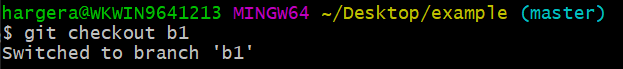 hargera@WKWIN9641213 MINGW64 ~/Desktop/example (master)
$ git checkout b1
Switched to branch 'b1'